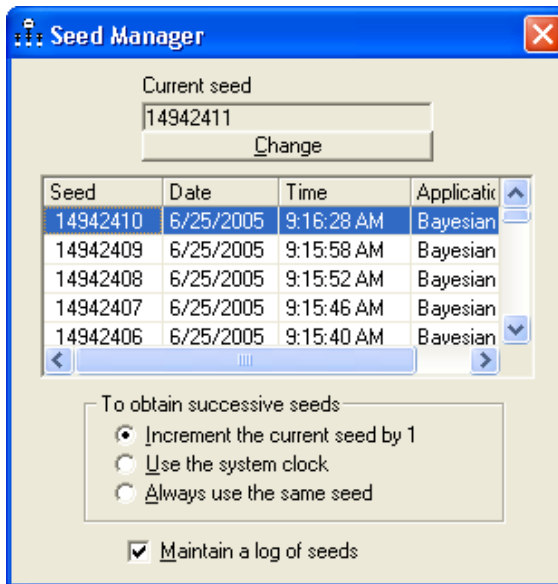 Seed Manager
Current seed
14942411
Change
Seed Date Time Applicatic
14942410 6/25/2005 9:16:28 AM Bayesian
14942409 6/25/2005 9:15:58 AM Bayesian
14942408 6/25/2005 9:15:52 AM Bayesian
14942407 6/25/2005 9:15:46 AM Bayesian
14942406 6/25/2005 9:15:40 AM Bayesian
To obtain successive seeds
Increment the current seed by 1
Use the system clock
Always use the same seed
Maintain a log of seeds